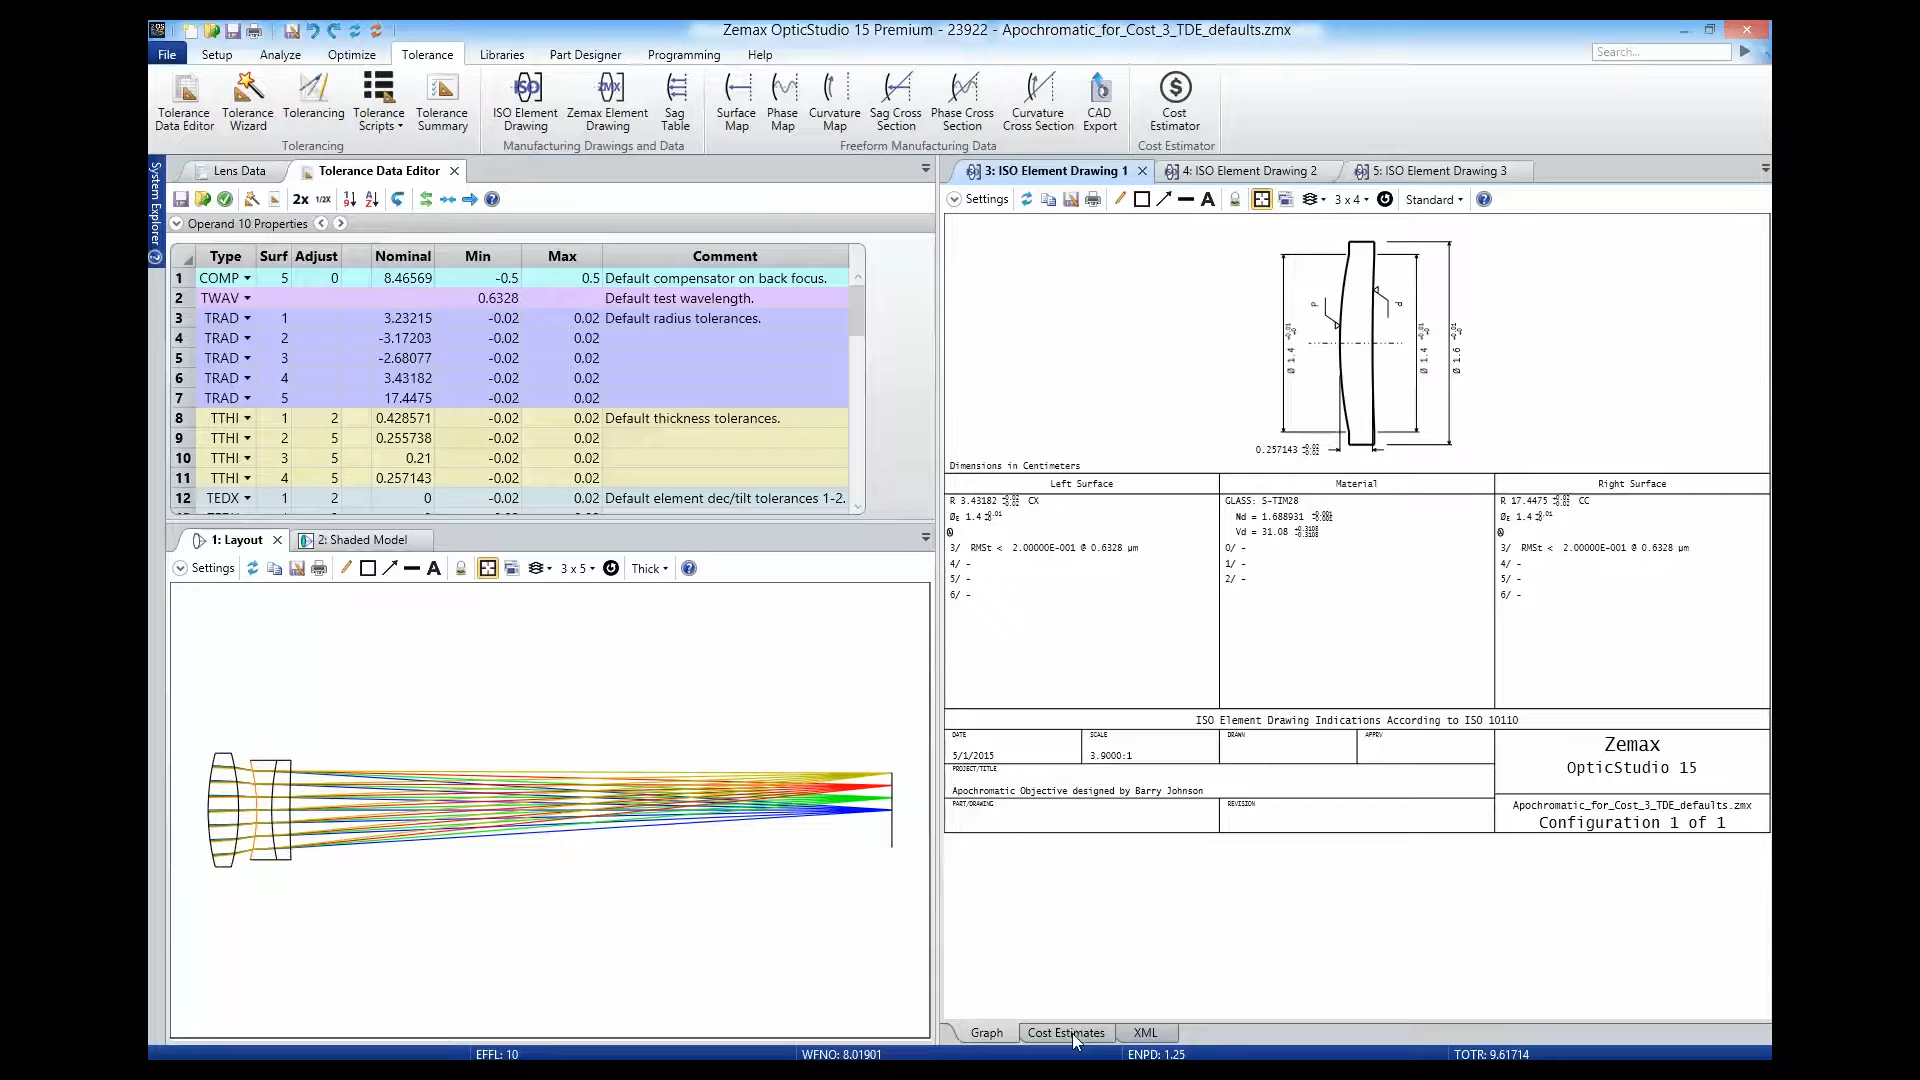 Zemax OpticStudio 15 Premium - 23922 - Apochromatic_for_Cost_3_TDE_defaults.zmx
File Setup Analyze Optimize Tolerance Libraries Part Designer Programming Help Search...
Tolerance Data Editor
Tolerance Wizard
Tolerancing
Tolerance Scripts
Tolerance Summary
ISO Element Drawing
Zemax Element Drawing
Sag Table
Surface Map
Phase Map
Curvature Map
Sag Cross Section
Phase Cross Section
Curvature Cross Section
CAD Export
Cost Estimator
Tolerancing Manufacturing Drawings and Data Freeform Manufacturing Data Cost Estimator
System Explorer
Lens Data Tolerance Data Editor
2x 1/2X
Operand 10 Properties
Type Surf Adjust Nominal Min Max Comment
1 COMP 5 0 8.46569 -0.5 0.5 Default compensator on back focus.
2 TWAV 0.6328 Default test wavelength.
3 TRAD 1 3.23215 -0.02 0.02 Default radius tolerances.
4 TRAD 2 -3.17203 -0.02 0.02
5 TRAD 3 -2.68077 -0.02 0.02
6 TRAD 4 3.43182 -0.02 0.02
7 TRAD 5 17.4475 -0.02 0.02
8 TTHI 1 2 0.428571 -0.02 0.02 Default thickness tolerances.
9 TTHI 2 5 0.255738 -0.02 0.02
10 TTHI 3 5 0.21 -0.02 0.02
11 TTHI 4 5 0.257143 -0.02 0.02
12 TEDX 1 2 0 -0.02 0.02 Default element dec/tilt tolerances 1-2.
1: Layout 2: Shaded Model
Settings A 3 x 5 Thick
3: ISO Element Drawing 1 4: ISO Element Drawing 2 5: ISO Element Drawing 3
Settings A 3 x 4 Standard
P P
Ø 1.4
Ø 1.4
Ø 1.6
0.257143
Dimensions in Centimeters
Left Surface Material Right Surface
R 3.43182 CX
ØE 1.4
3/ RMSt < 2.00000E-001 @ 0.6328 µm
4/ -
5/ -
6/ -
GLASS: S-TIM28
Nd = 1.688931
Vd = 31.08
0/ -
1/ -
2/ -
R 17.4475 CC
ØE 1.4
3/ RMSt < 2.00000E-001 @ 0.6328 µm
4/ -
5/ -
6/ -
ISO Element Drawing Indications According to ISO 10110
DATE SCALE DRAWN APPRV
5/1/2015 3.9000:1
PROJECT/TITLE
Apochromatic Objective designed by Barry Johnson
PART/DRAWING REVISION
Zemax
OpticStudio 15
Apochromatic_for_Cost_3_TDE_defaults.zmx
Configuration 1 of 1
Graph Cost Estimates XML
EFFL: 10 WFNO: 8.01901 ENPD: 1.25 TOTR: 9.61714